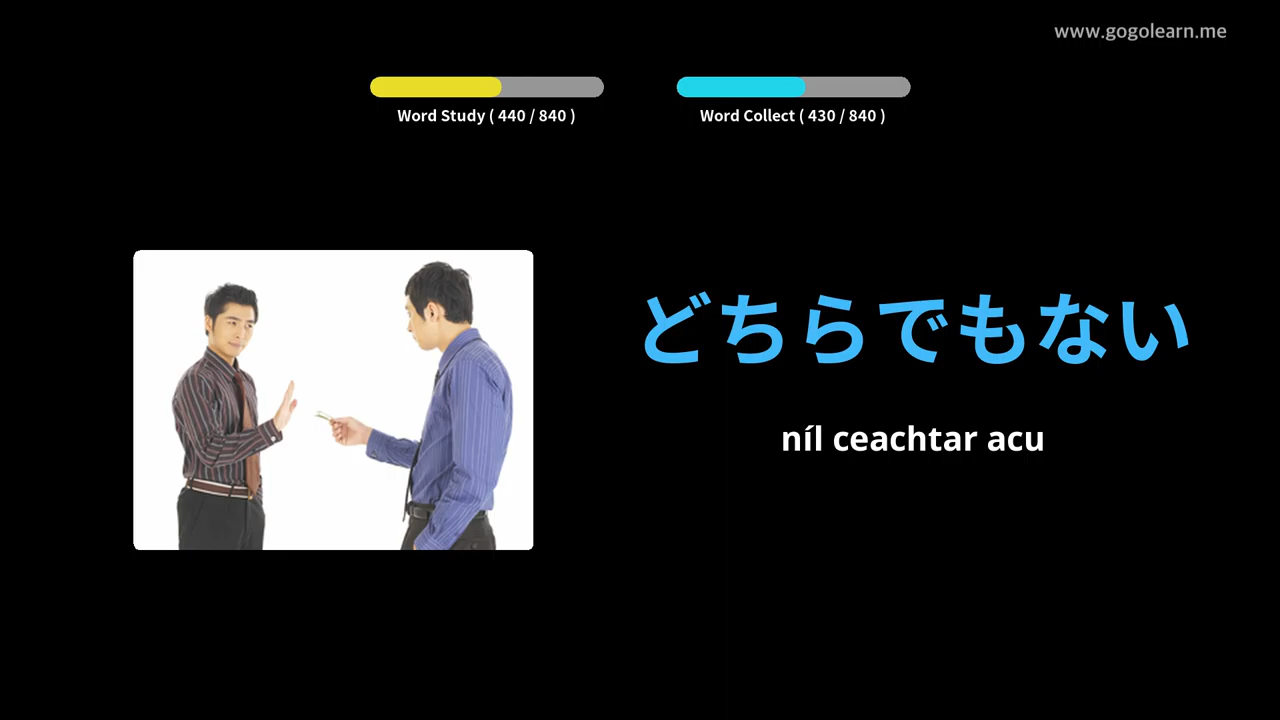 www.gogolearn.me
Word Study ( 440 / 840 )
Word Collect ( 430 / 840 )
どちらでもない
níl ceachtar acu